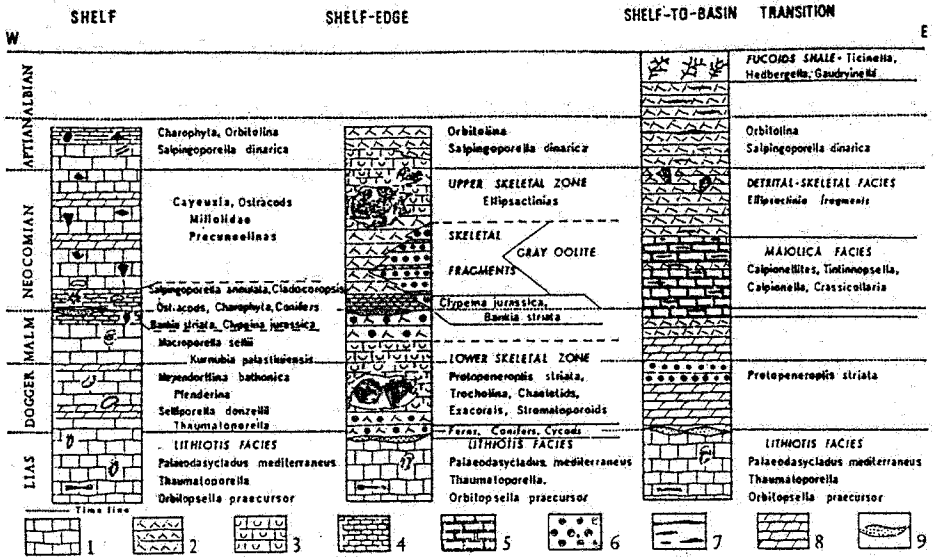 SHELF
SHELF-EDGE
SHELF-TO-BASIN TRANSITION
W
E
ALBIAN
APTIAN
NEOCOMIAN
MALM
DOGGER
LIAS
Charophyta, Orbitolina
Salpingoporella dinarica
Cayeuxia, Ostracods
Miliolidae
Precuneolinas
Salpingoporella annulata, Cladocoropsis
Ostracods, Charophyta, Conifers
Bankia striata, Clypeina jurassica
Macroporella sellii
Kurnubia palastiniensis
Meyendorffina bathonica
Pfenderina
Selliporella donzellii
Thaumatoporella
LITHIOTIS FACIES
Palaeodasycladus mediterraneus
Thaumatoporella
Orbitopsella praecursor
Time line
Orbitolina
Salpingoporella dinarica
UPPER SKELETAL ZONE
Ellipsactinias
SKELETAL
GRAY OOLITE
FRAGMENTS
Clypeina jurassica,
Bankia striata
LOWER SKELETAL ZONE
Protopeneroplis striata,
Trocholina, Chaetetids,
Exacorals, Stromatoporoids
Ferns, Conifers, Cycads
LITHIOTIS FACIES
Palaeodasycladus mediterraneus
Thaumatoporella,
Orbitopsella praecursor
FUCOIDS SHALE - Ticinella,
Hedbergella, Gaudryinella
Orbitolina
Salpingoporella dinarica
DETRITAL-SKELETAL FACIES
Ellipsactinia fragments
MAIOLICA FACIES
Calpionellites, Tintinnopsella,
Calpionella, Crassicollaria
Protopeneroplis striata
LITHIOTIS FACIES
Palaeodasycladus mediterraneus
Thaumatoporella
Orbitopsella praecursor
1 2 3 4 5 6 7 8 9